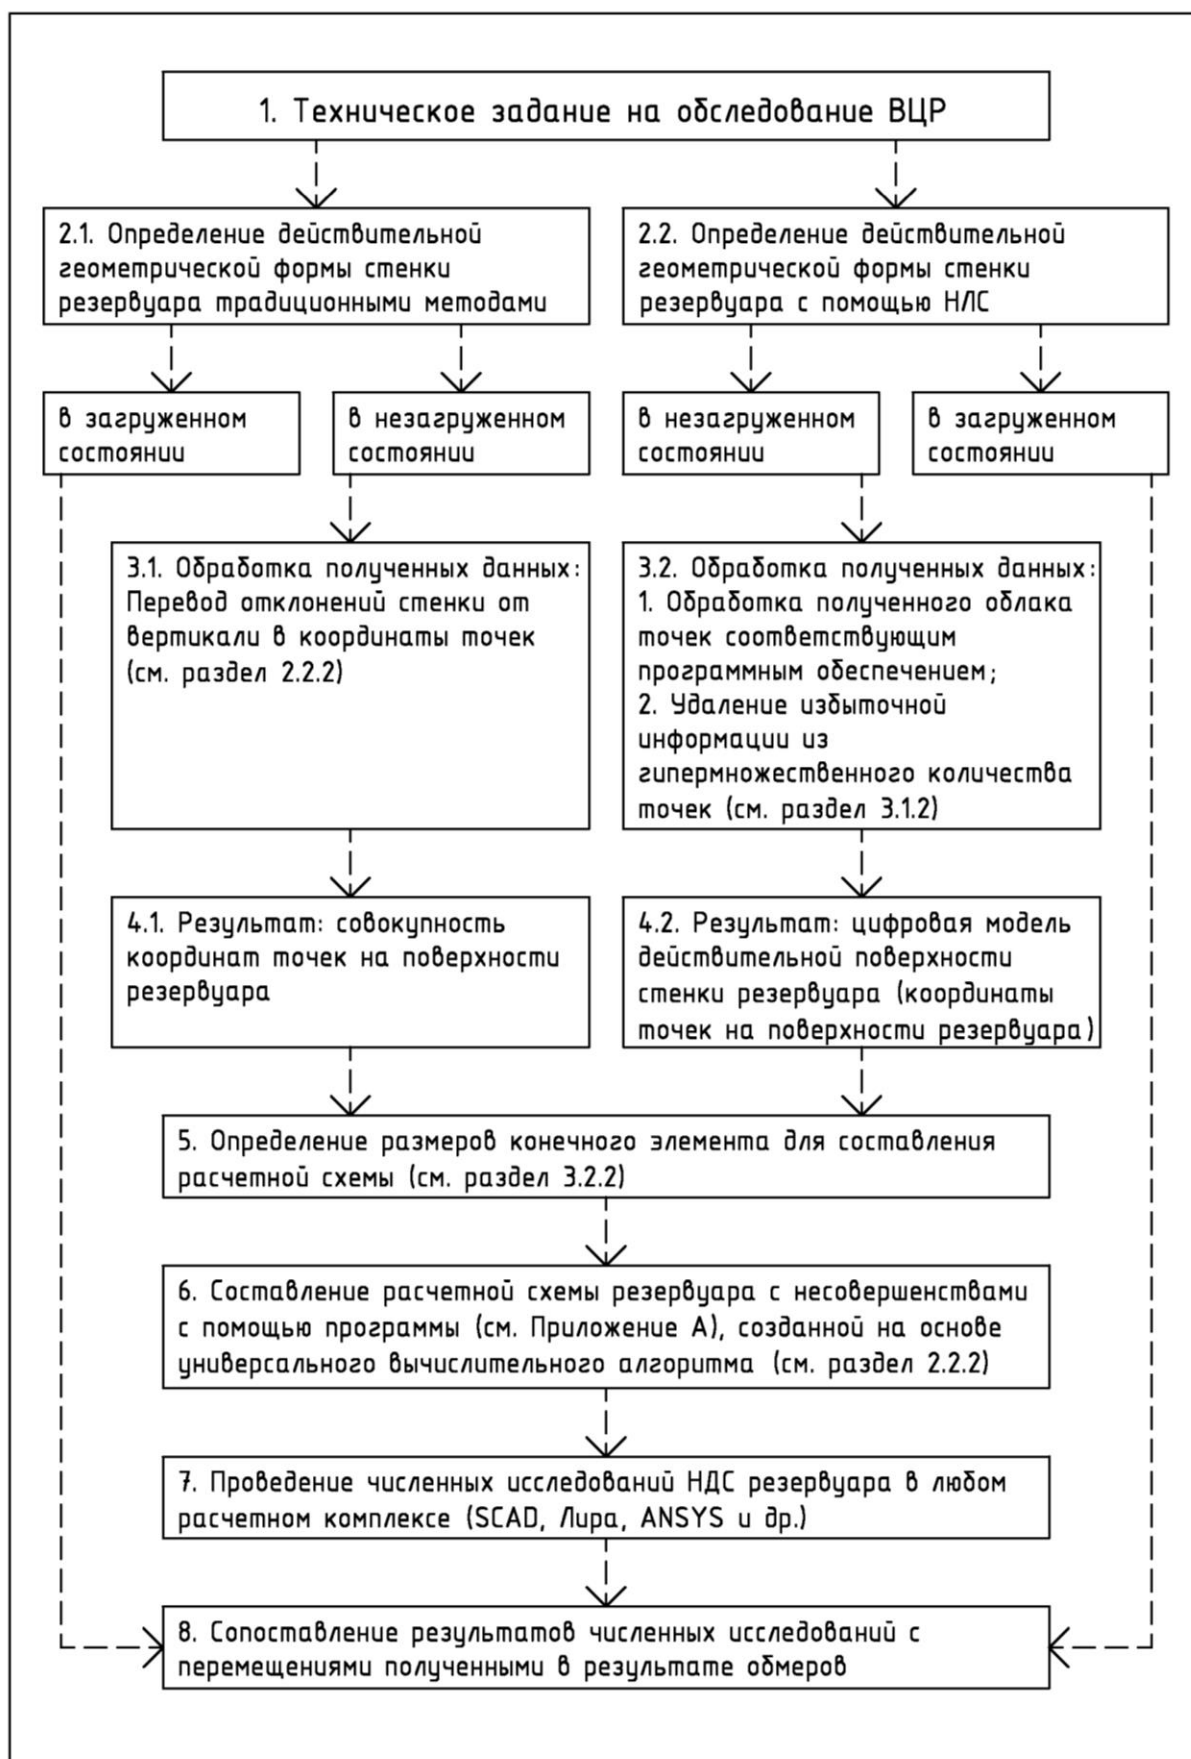 1. Техническое задание на обследование ВЦР
2.1. Определение действительной
геометрической формы стенки
резервуара традиционными методами
2.2. Определение действительной
геометрической формы стенки
резервуара с помощью НЛС
в загруженном
состоянии
в незагруженном
состоянии
в незагруженном
состоянии
в загруженном
состоянии
3.1. Обработка полученных данных:
Перевод отклонений стенки от
вертикали в координаты точек
(см. раздел 2.2.2)
3.2. Обработка полученных данных:
1. Обработка полученного облака
точек соответствующим
программным обеспечением;
2. Удаление избыточной
информации из
гипермножественного количества
точек (см. раздел 3.1.2)
4.1. Результат: совокупность
координат точек на поверхности
резервуара
4.2. Результат: цифровая модель
действительной поверхности
стенки резервуара (координаты
точек на поверхности резервуара)
5. Определение размеров конечного элемента для составления
расчетной схемы (см. раздел 3.2.2)
6. Составление расчетной схемы резервуара с несовершенствами
с помощью программы (см. Приложение А), созданной на основе
универсального вычислительного алгоритма (см. раздел 2.2.2)
7. Проведение численных исследований НДС резервуара в любом
расчетном комплексе (SCAD, Лира, ANSYS и др.)
8. Сопоставление результатов численных исследований с
перемещениями полученными в результате обмеров